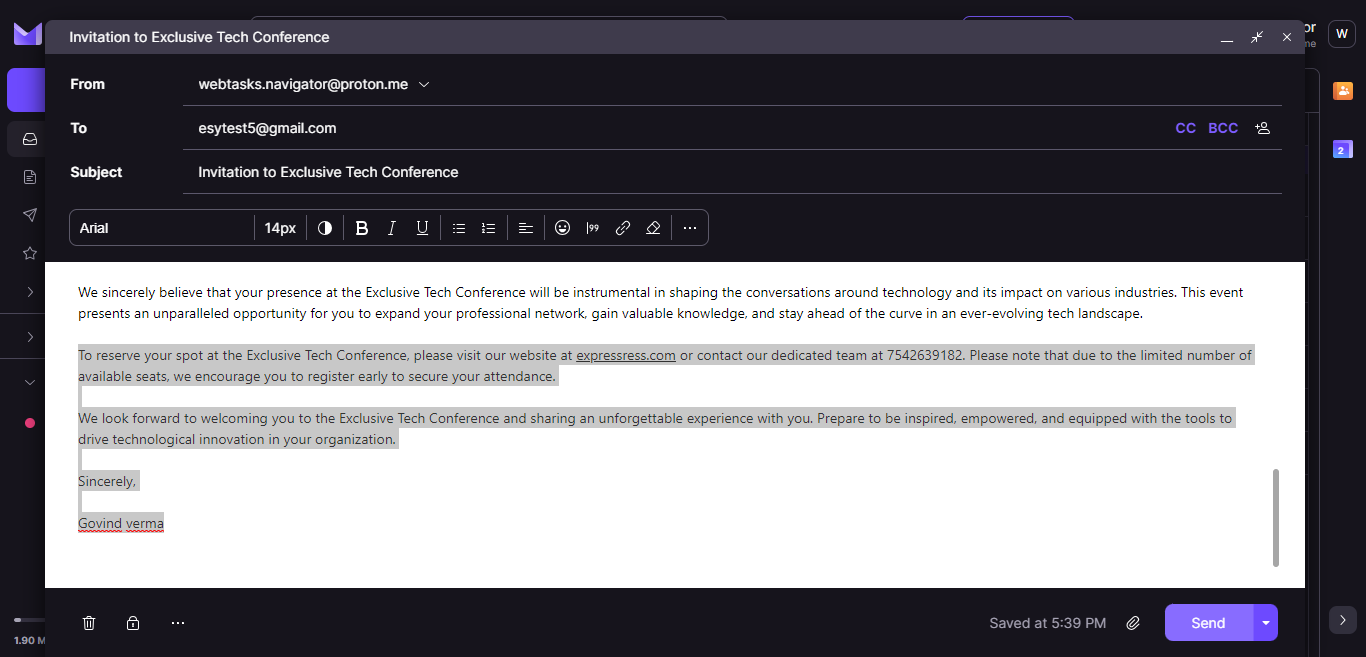 Invitation to Exclusive Tech Conference
or
me
W
From webtasks.navigator@proton.me
To esytest5@gmail.com CC BCC
Subject Invitation to Exclusive Tech Conference
Arial 14px B I U 99
2
We sincerely believe that your presence at the Exclusive Tech Conference will be instrumental in shaping the conversations around technology and its impact on various industries. This event
presents an unparalleled opportunity for you to expand your professional network, gain valuable knowledge, and stay ahead of the curve in an ever-evolving tech landscape.
To reserve your spot at the Exclusive Tech Conference, please visit our website at expressress.com or contact our dedicated team at 7542639182. Please note that due to the limited number of
available seats, we encourage you to register early to secure your attendance.
We look forward to welcoming you to the Exclusive Tech Conference and sharing an unforgettable experience with you. Prepare to be inspired, empowered, and equipped with the tools to
drive technological innovation in your organization.
Sincerely,
Govind verma
Saved at 5:39 PM Send
1.90 M